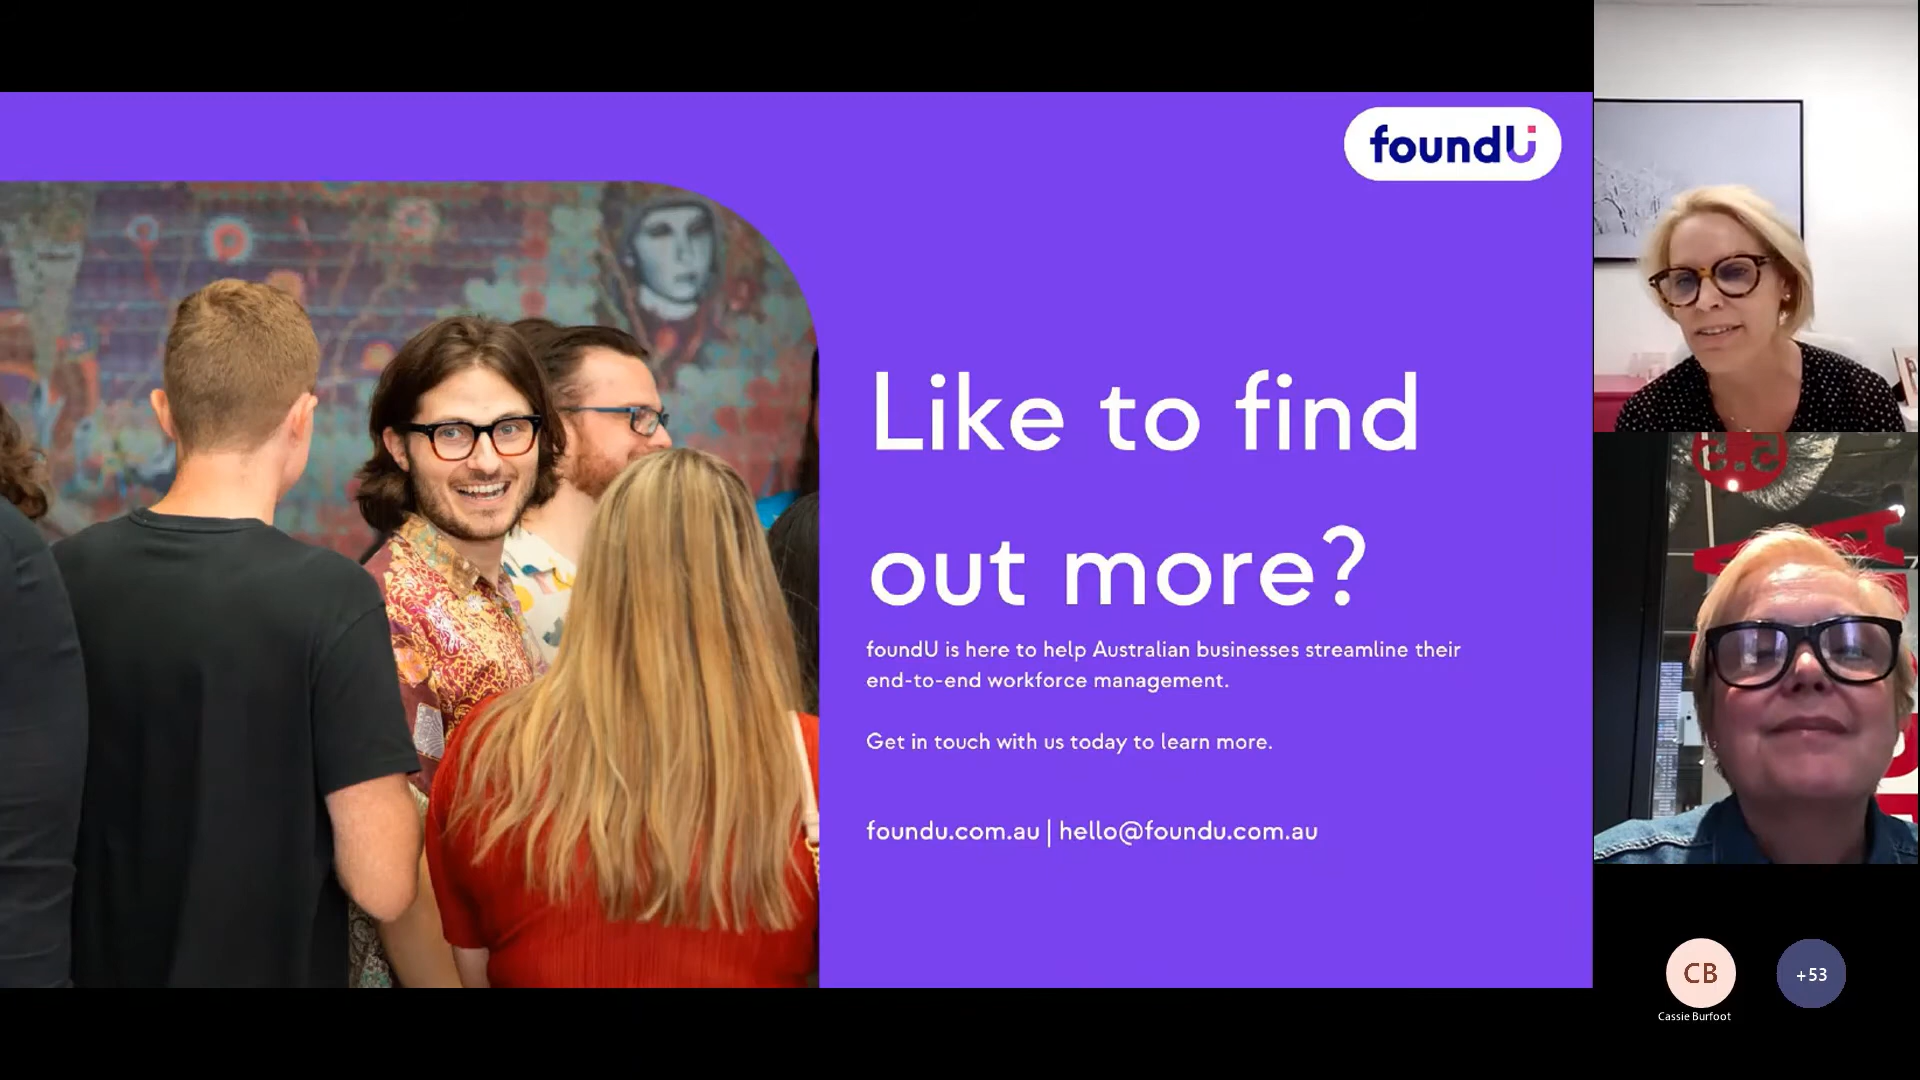 foundU
Like to find
out more?
foundU is here to help Australian businesses streamline their
end-to-end workforce management.
Get in touch with us today to learn more.
foundu.com.au | hello@foundu.com.au
CB
+53
Cassie Burfoot